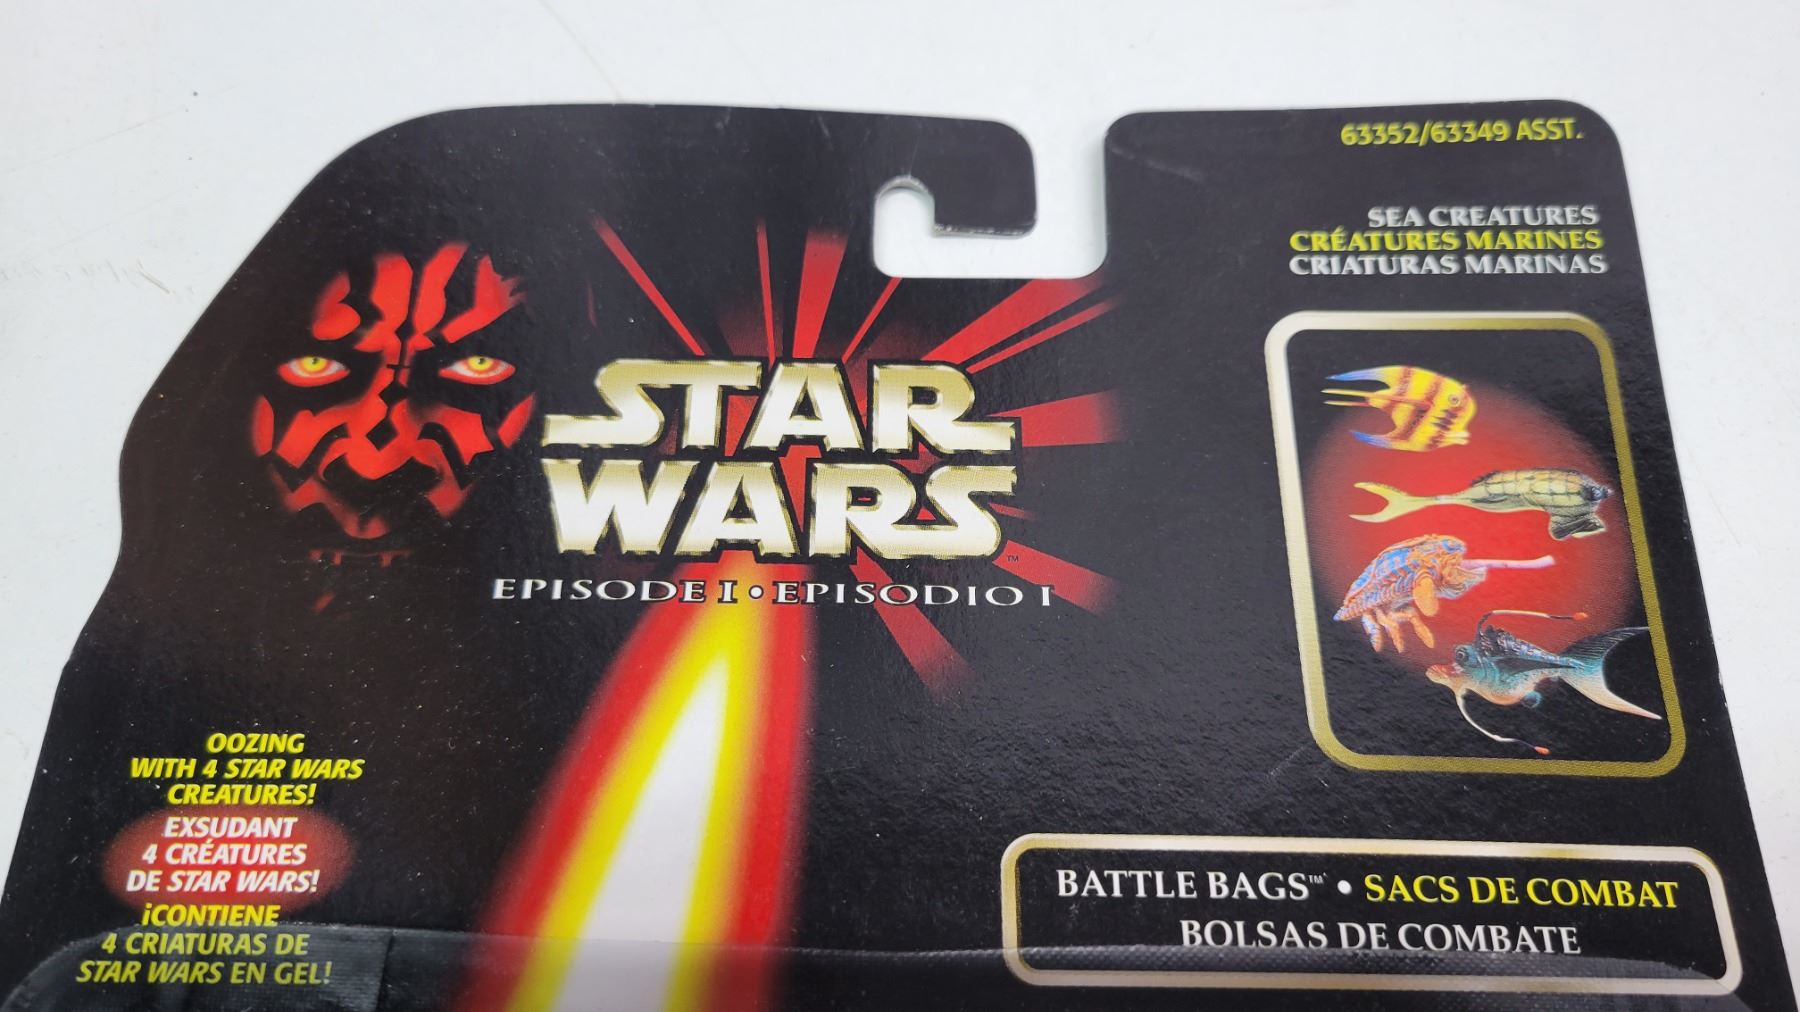 63352/63349 ASST.
SEA CREATURES
CRÉATURES MARINES
CRIATURAS MARINAS
STAR
WARS™
EPISODE I • EPISODIO I
OOZING
WITH 4 STAR WARS
CREATURES!
EXSUDANT
4 CRÉATURES
DE STAR WARS!
¡CONTIENE
4 CRIATURAS DE
STAR WARS EN GEL!
BATTLE BAGS™ • SACS DE COMBAT
BOLSAS DE COMBATE